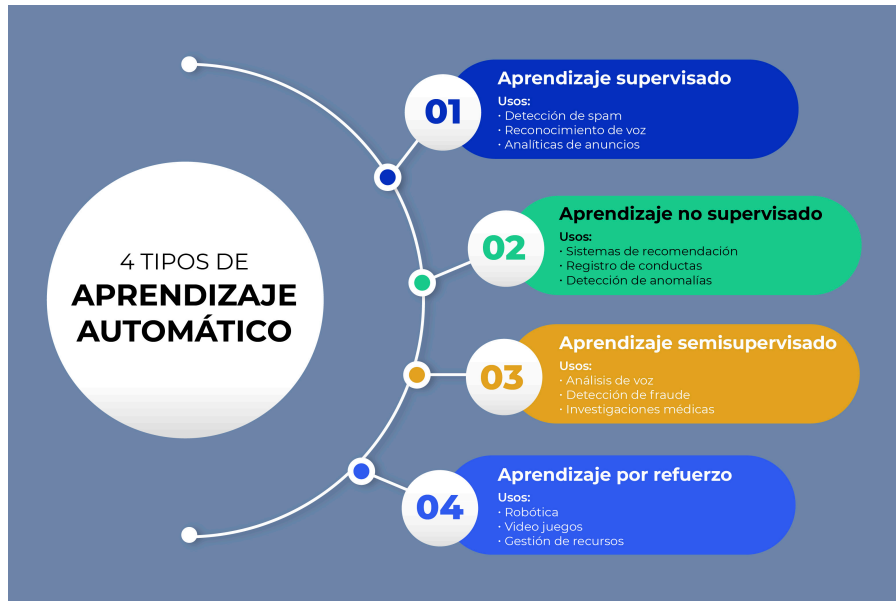 4 TIPOS DE
APRENDIZAJE
AUTOMÁTICO
01
Aprendizaje supervisado
Usos:
· Detección de spam
· Reconocimiento de voz
· Analíticas de anuncios
02
Aprendizaje no supervisado
Usos:
· Sistemas de recomendación
· Registro de conductas
· Detección de anomalías
03
Aprendizaje semisupervisado
Usos:
· Análisis de voz
· Detección de fraude
· Investigaciones médicas
04
Aprendizaje por refuerzo
Usos:
· Robótica
· Video juegos
· Gestión de recursos